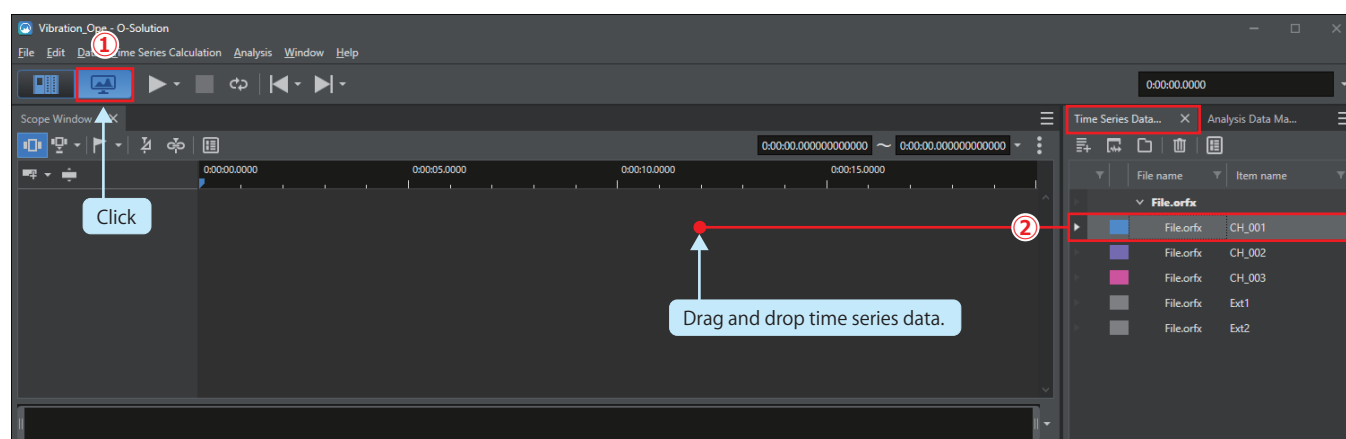 Vibration_Ope - O-Solution
File Edit Data Time Series Calculation Analysis Window Help
①
0:00:00.0000
Scope Window
Time Series Data...
Analysis Data Ma...
0:00:00.000000000000 ~ 0:00:00.000000000000
0:00:00.0000 0:00:05.0000 0:00:10.0000 0:00:15.0000
File name Item name
Click
File.orfx
②
File.orfx CH_001
File.orfx CH_002
File.orfx CH_003
File.orfx Ext1
File.orfx Ext2
Drag and drop time series data.